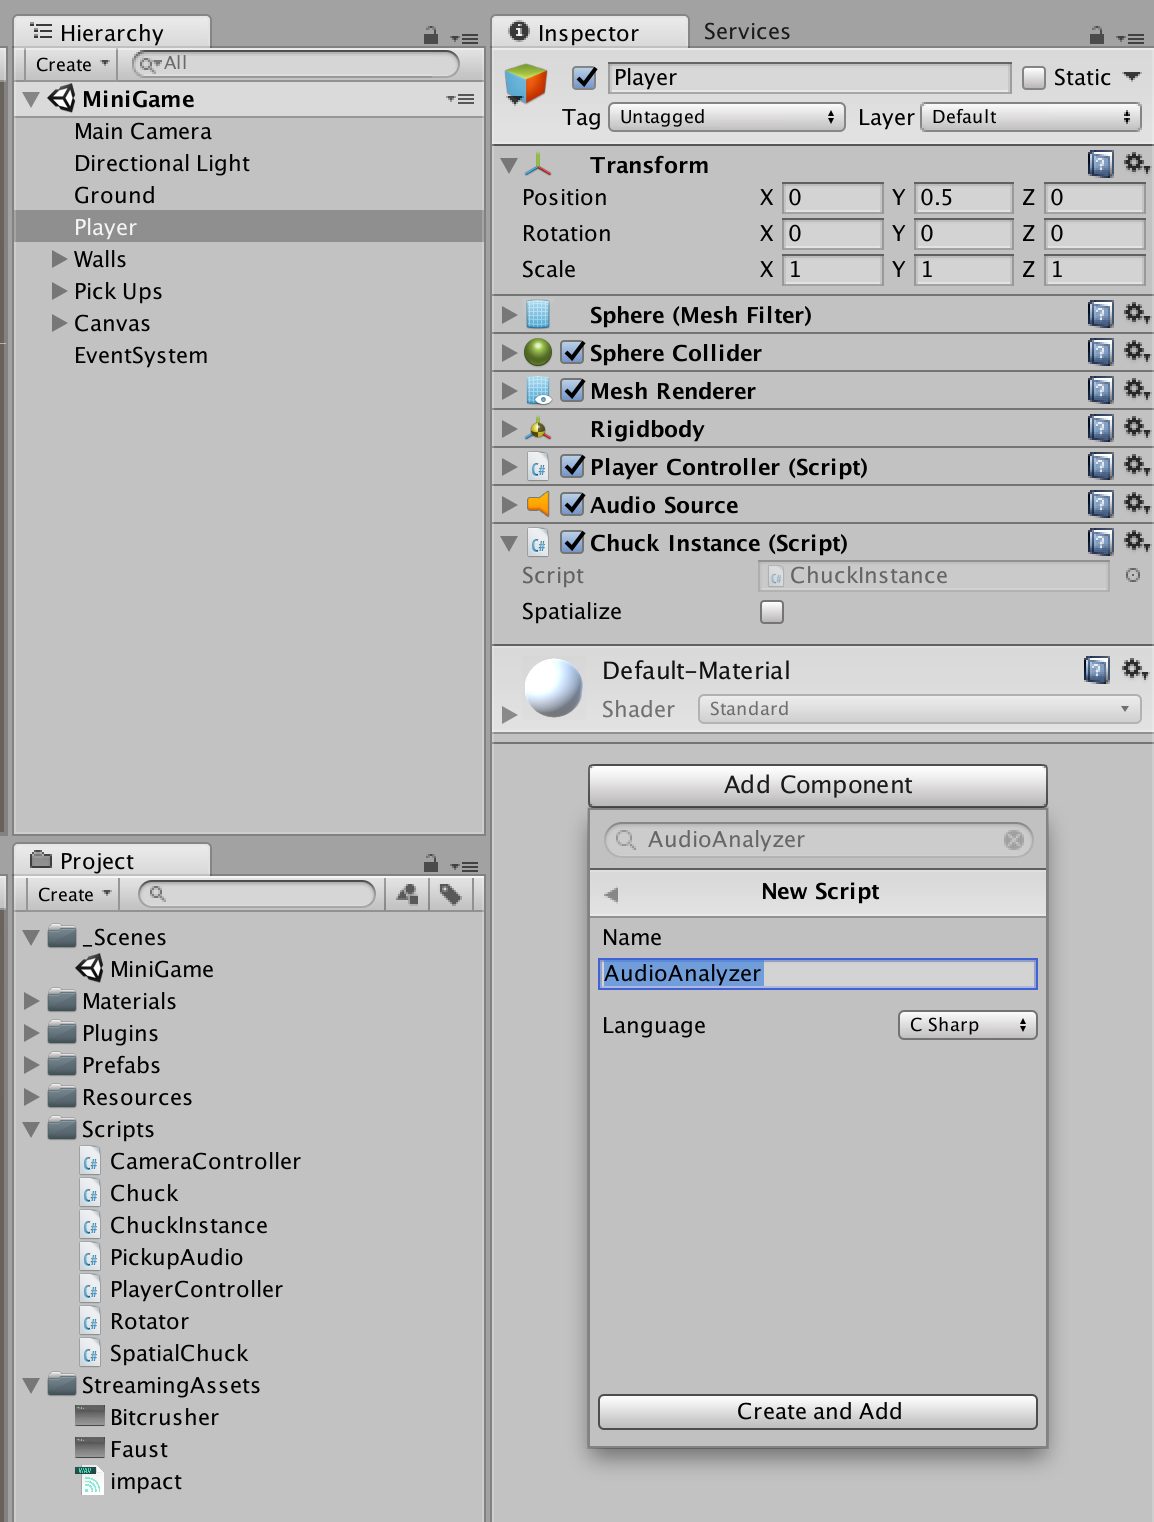 Hierarchy
Create
All
MiniGame
Main Camera
Directional Light
Ground
Player
Walls
Pick Ups
Canvas
EventSystem
Project
Create
_Scenes
MiniGame
Materials
Plugins
Prefabs
Resources
Scripts
CameraController
Chuck
ChuckInstance
PickupAudio
PlayerController
Rotator
SpatialChuck
StreamingAssets
Bitcrusher
Faust
impact
Inspector Services
Player Static
Tag Untagged Layer Default
Transform
Position X 0 Y 0.5 Z 0
Rotation X 0 Y 0 Z 0
Scale X 1 Y 1 Z 1
Sphere (Mesh Filter)
Sphere Collider
Mesh Renderer
Rigidbody
C# Player Controller (Script)
Audio Source
C# Chuck Instance (Script)
Script ChuckInstance
Spatialize
Default-Material
Shader Standard
Add Component
AudioAnalyzer
New Script
Name
AudioAnalyzer
Language C Sharp
Create and Add